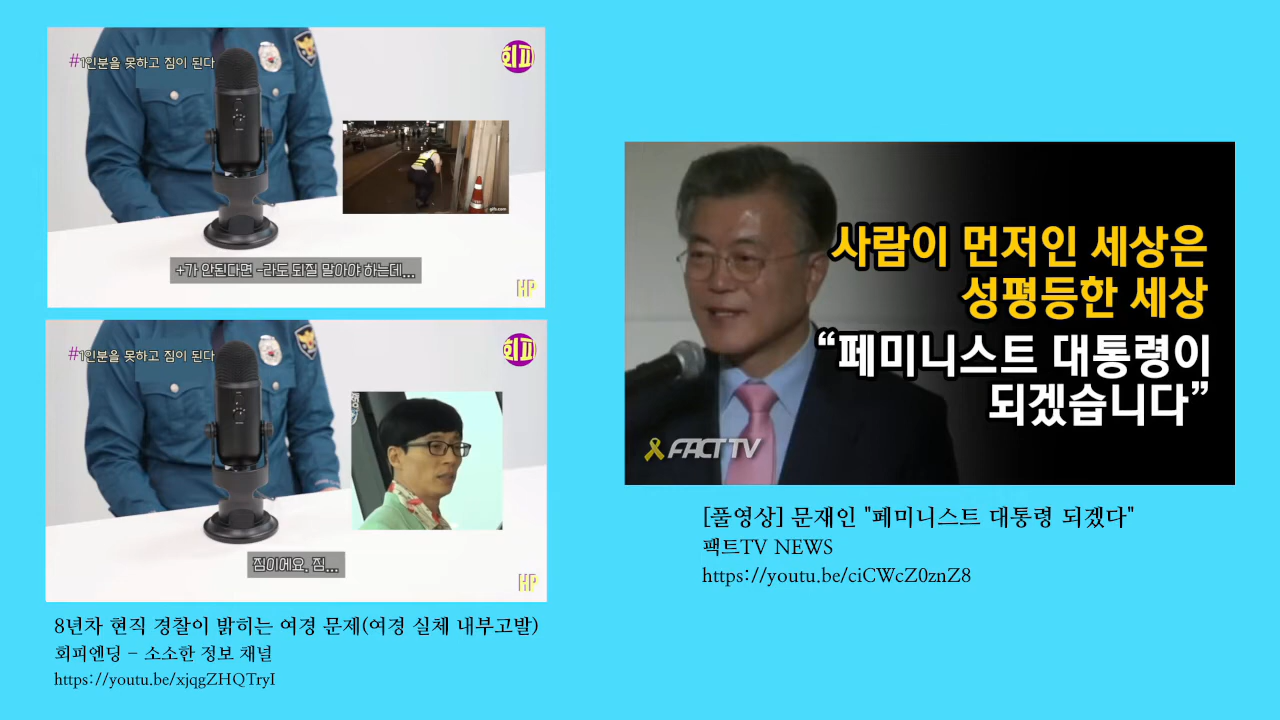 #1인분을 못하고 짐이 된다
회피
gifs.com
+가 안된다면 -라도 되질 말아야 하는데...
HP
#1인분을 못하고 짐이 된다
회피
짐이에요, 짐...
HP
8년차 현직 경찰이 밝히는 여경 문제(여경 실체 내부고발)
회피엔딩 - 소소한 정보 채널
https://youtu.be/xjqgZHQTryI
사람이 먼저인 세상은
성평등한 세상
“페미니스트 대통령이
되겠습니다”
FACT TV
[풀영상] 문재인 "페미니스트 대통령 되겠다"
팩트TV NEWS
https://youtu.be/ciCWcZ0znZ8